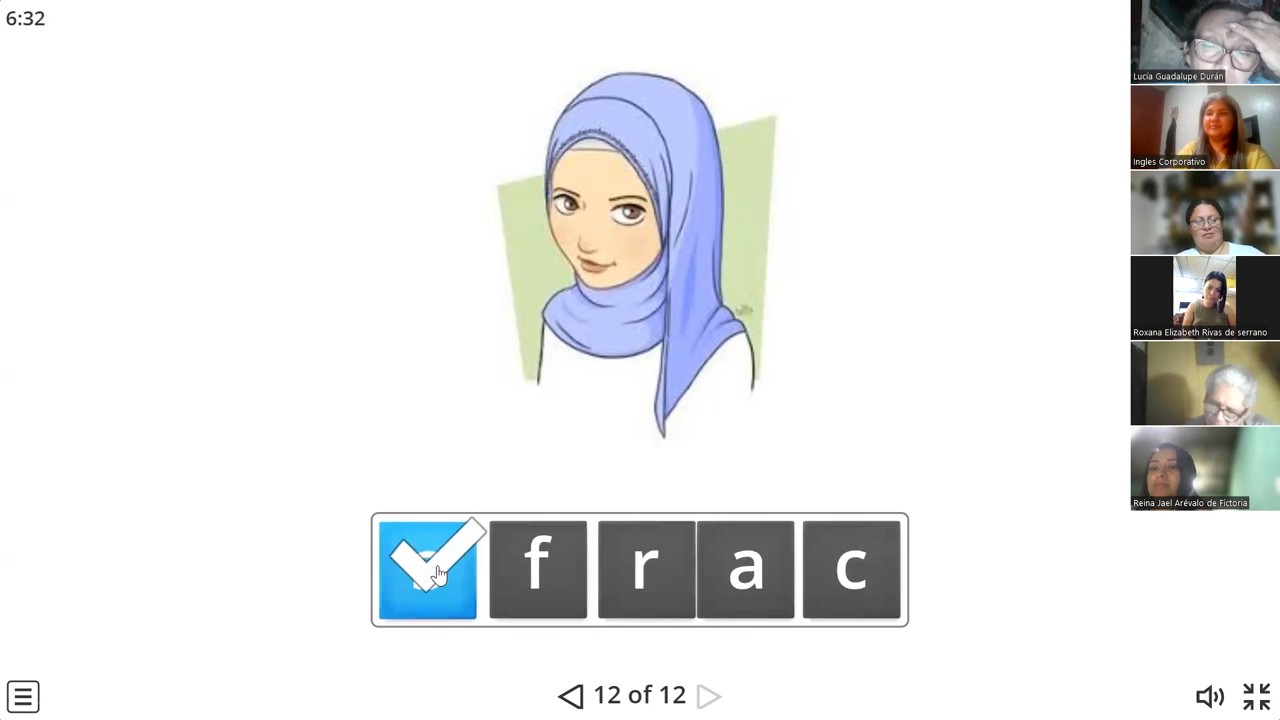 6:32
Lucía Guadalupe Durán
Ingles Corporativo
Roxana Elizabeth Rivas de serrano
Reina Jael Arévalo de Fictoria
f r a c
12 of 12